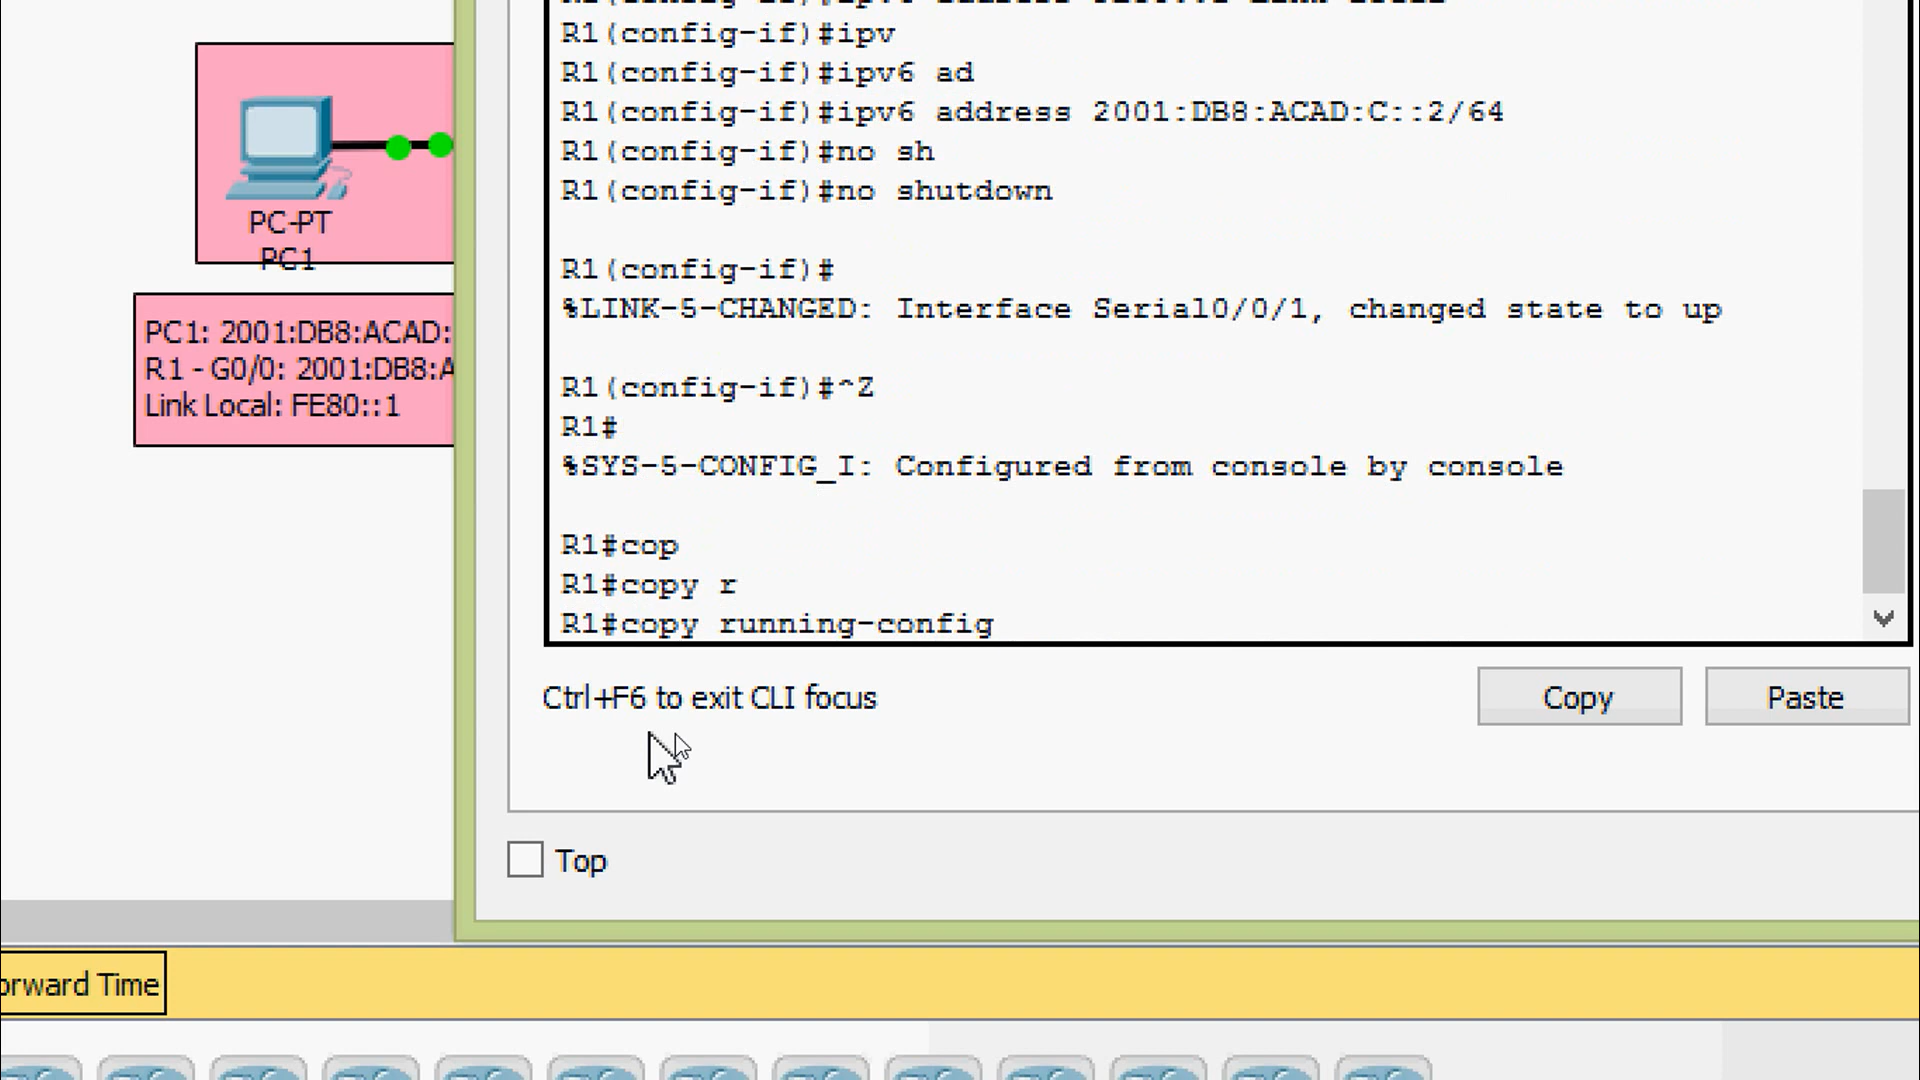 R1(config-if)#ipv
R1(config-if)#ipv6 ad
R1(config-if)#ipv6 address 2001:DB8:ACAD:C::2/64
R1(config-if)#no sh
R1(config-if)#no shutdown
R1(config-if)#
%LINK-5-CHANGED: Interface Serial0/0/1, changed state to up
R1(config-if)#^Z
R1#
%SYS-5-CONFIG_I: Configured from console by console
R1#cop
R1#copy r
R1#copy running-config
PC-PT
PC1
PC1: 2001:DB8:ACAD:
R1 - G0/0: 2001:DB8:A
Link Local: FE80::1
Ctrl+F6 to exit CLI focus
Copy
Paste
Top
orward Time